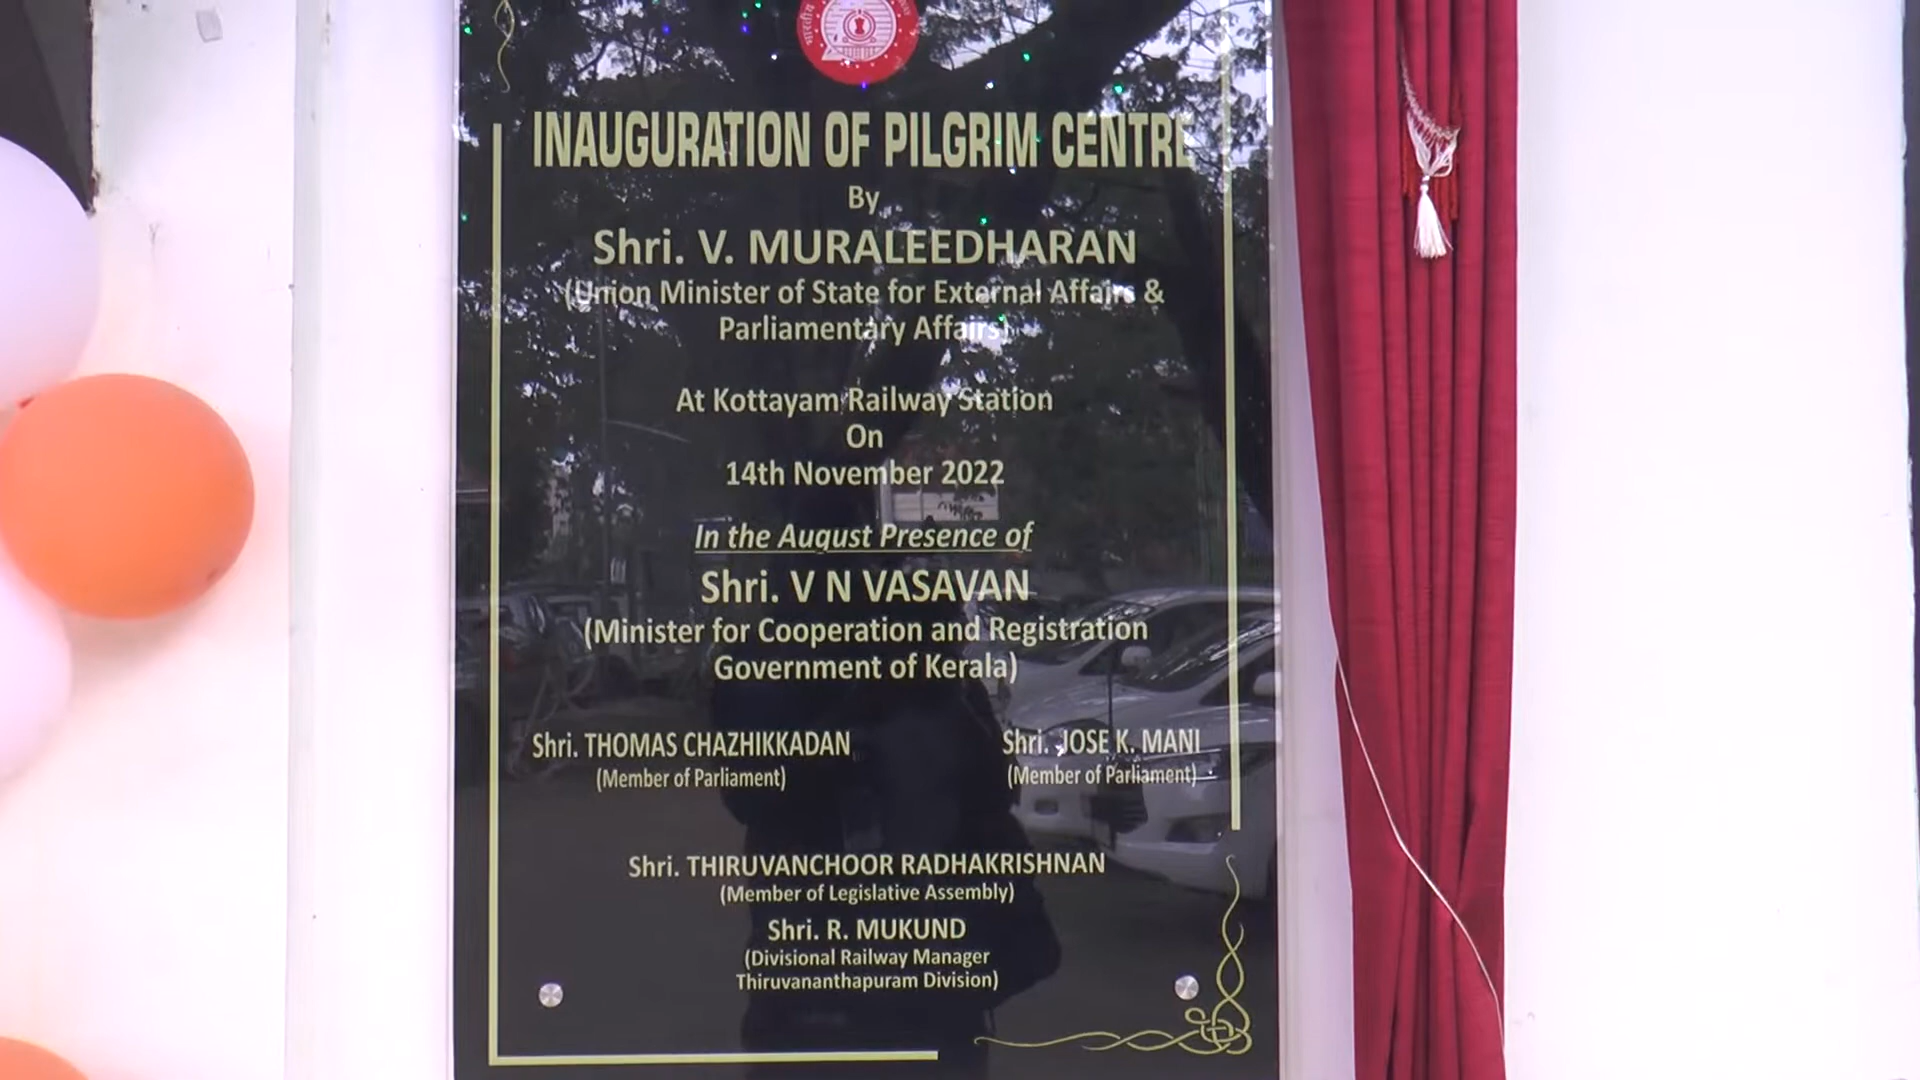 INAUGURATION OF PILGRIM CENTRE
By
Shri. V. MURALEEDHARAN
(Union Minister of State for External Affairs &
Parliamentary Affairs)
At Kottayam Railway Station
On
14th November 2022
In the August Presence of
Shri. V N VASAVAN
(Minister for Cooperation and Registration
Government of Kerala)
Shri. THOMAS CHAZHIKKADAN
(Member of Parliament)
Shri. JOSE K. MANI
(Member of Parliament)
Shri. THIRUVANCHOOR RADHAKRISHNAN
(Member of Legislative Assembly)
Shri. R. MUKUND
(Divisional Railway Manager
Thiruvananthapuram Division)